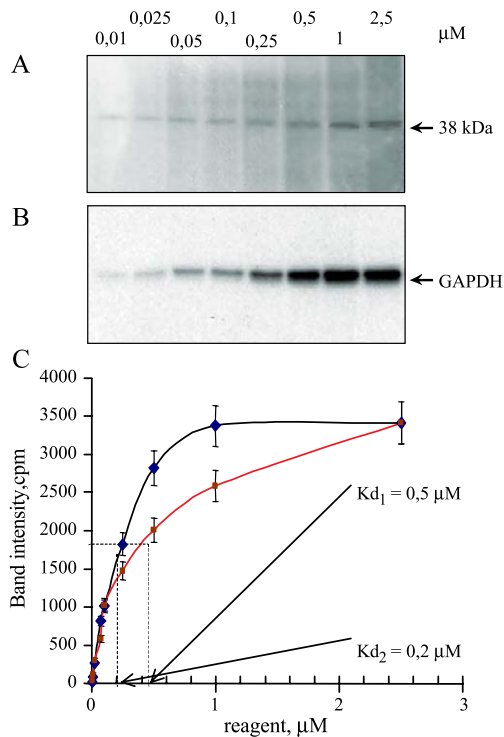 0,025 0,1 0,5 2,5
0,01 0,05 0,25 1 µM
A
38 kDa
B
GAPDH
C
4000
3500
3000
2500
2000
1500
1000
500
0
Band intensity,cpm
Kd1 = 0,5 µM
Kd2 = 0,2 µM
0 1 2 3
reagent, µM